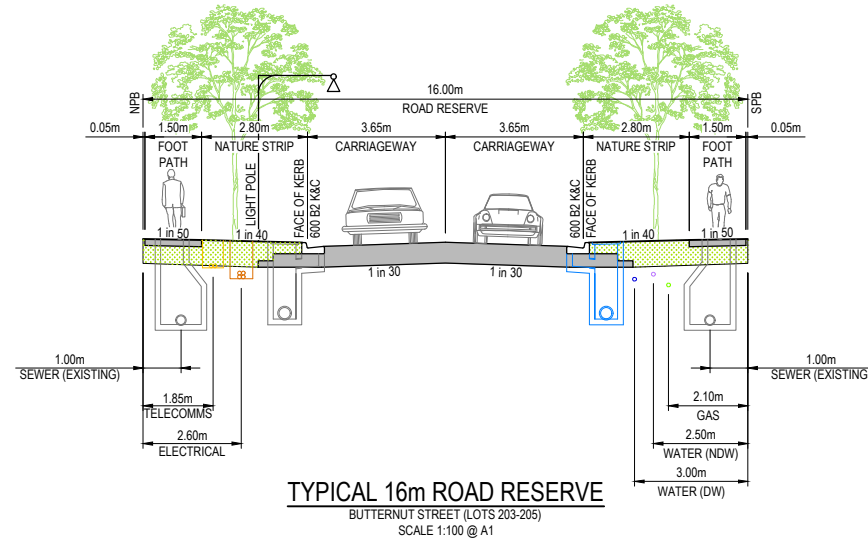 16.00m
ROAD RESERVE
NPB
SPB
0.05m
1.50m
2.80m
3.65m
3.65m
2.80m
1.50m
0.05m
FOOT
PATH
NATURE STRIP
CARRIAGEWAY
CARRIAGEWAY
NATURE STRIP
FOOT
PATH
LIGHT POLE
FACE OF KERB
600 B2 K&C
600 B2 K&C
FACE OF KERB
1 in 50
1 in 40
1 in 40
1 in 50
1 in 30
1 in 30
1.00m
SEWER (EXISTING)
1.00m
SEWER (EXISTING
1.85m
TELECOMMS
2.10m
GAS
2.60m
ELECTRICAL
2.50m
WATER (NDW)
3.00m
WATER (DW)
TYPICAL 16m ROAD RESERVE
BUTTERNUT STREET (LOTS 203-205)
SCALE 1:100 @ A1